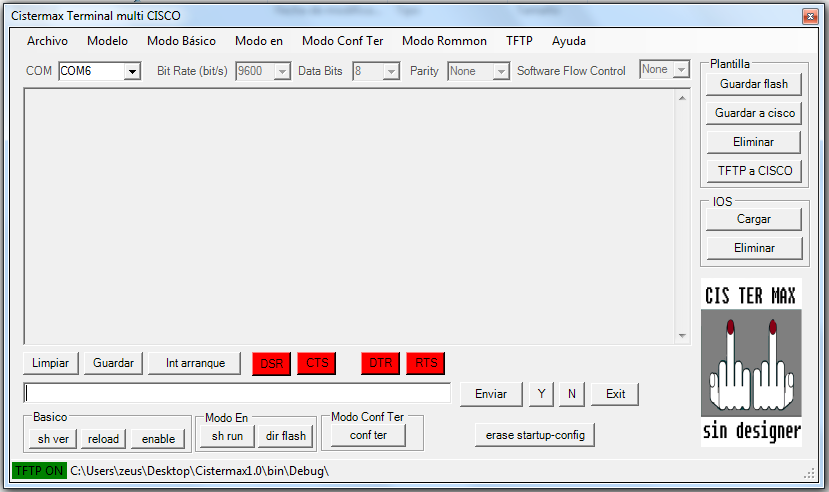 Cistermax Terminal multi CISCO
Archivo Modelo Modo Básico Modo en Modo Conf Ter Modo Rommon TFTP Ayuda
COM COM6 Bit Rate (bit/s) 9600 Data Bits 8 Parity None Software Flow Control None
Plantilla
Guardar flash
Guardar a cisco
Eliminar
TFTP a CISCO
IOS
Cargar
Eliminar
CIS TER MAX
sin designer
Limpiar Guardar Int arranque DSR CTS DTR RTS
Enviar Y N Exit
Basico
sh ver reload enable
Modo En
sh run dir flash
Modo Conf Ter
conf ter
erase startup-config
TFTP ON C:\Users\zeus\Desktop\Cistermax1.0\bin\Debug\